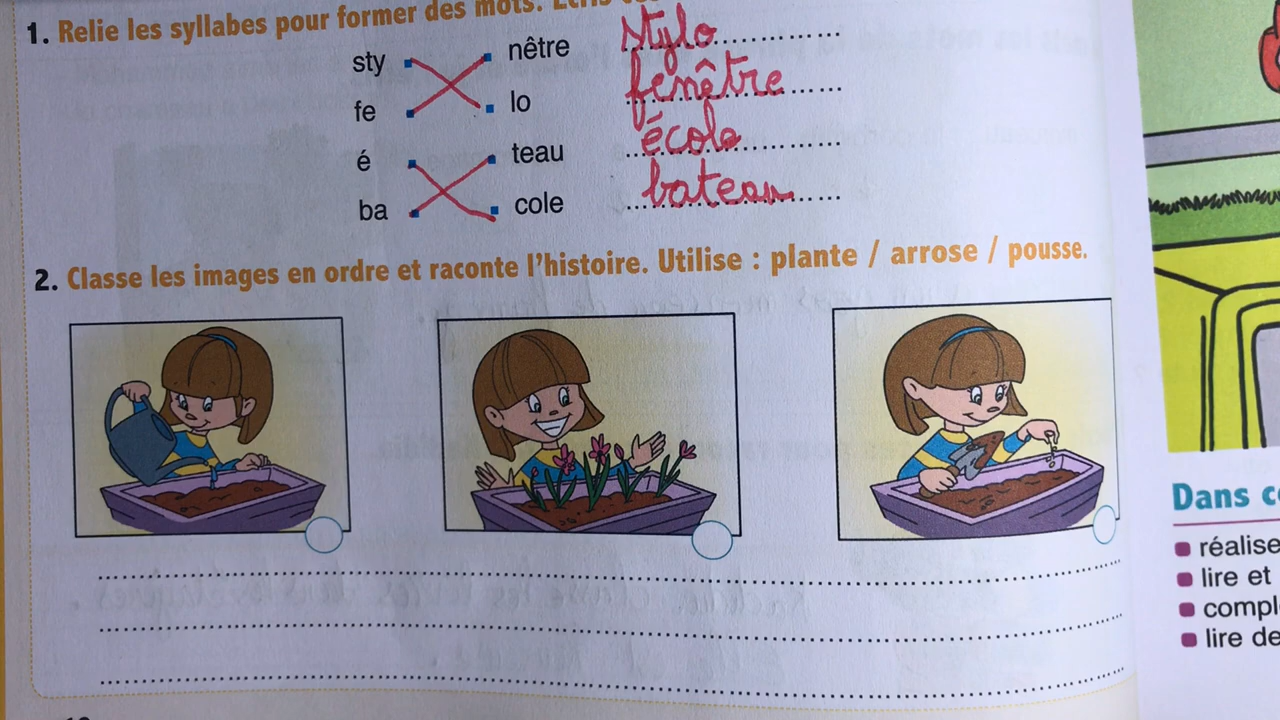 1. Relie les syllabes pour former des mots.
sty nêtre stylo
fe lo fenêtre
é teau école
ba cole bateau
2. Classe les images en ordre et raconte l'histoire. Utilise : plante / arrose / pousse.
Dans c
réalise
lire et
compl
lire de